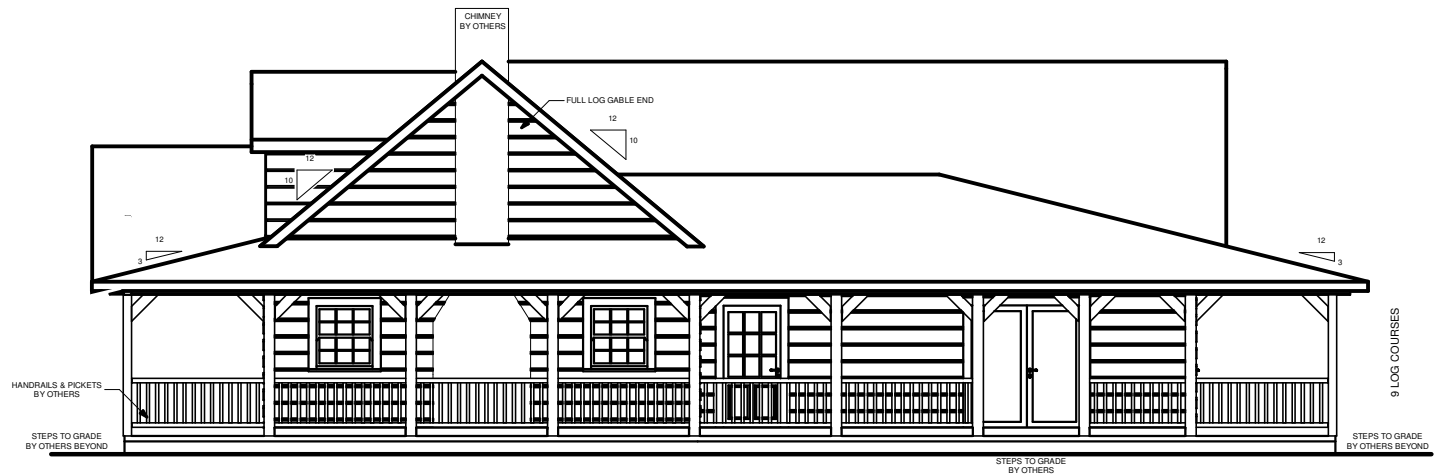 CHIMNEY
BY OTHERS
FULL LOG GABLE END
12
10
12
10
12
3
12
3
9 LOG COURSES
HANDRAILS & PICKETS
BY OTHERS
STEPS TO GRADE
BY OTHERS BEYOND
STEPS TO GRADE
BY OTHERS BEYOND
STEPS TO GRADE
BY OTHERS